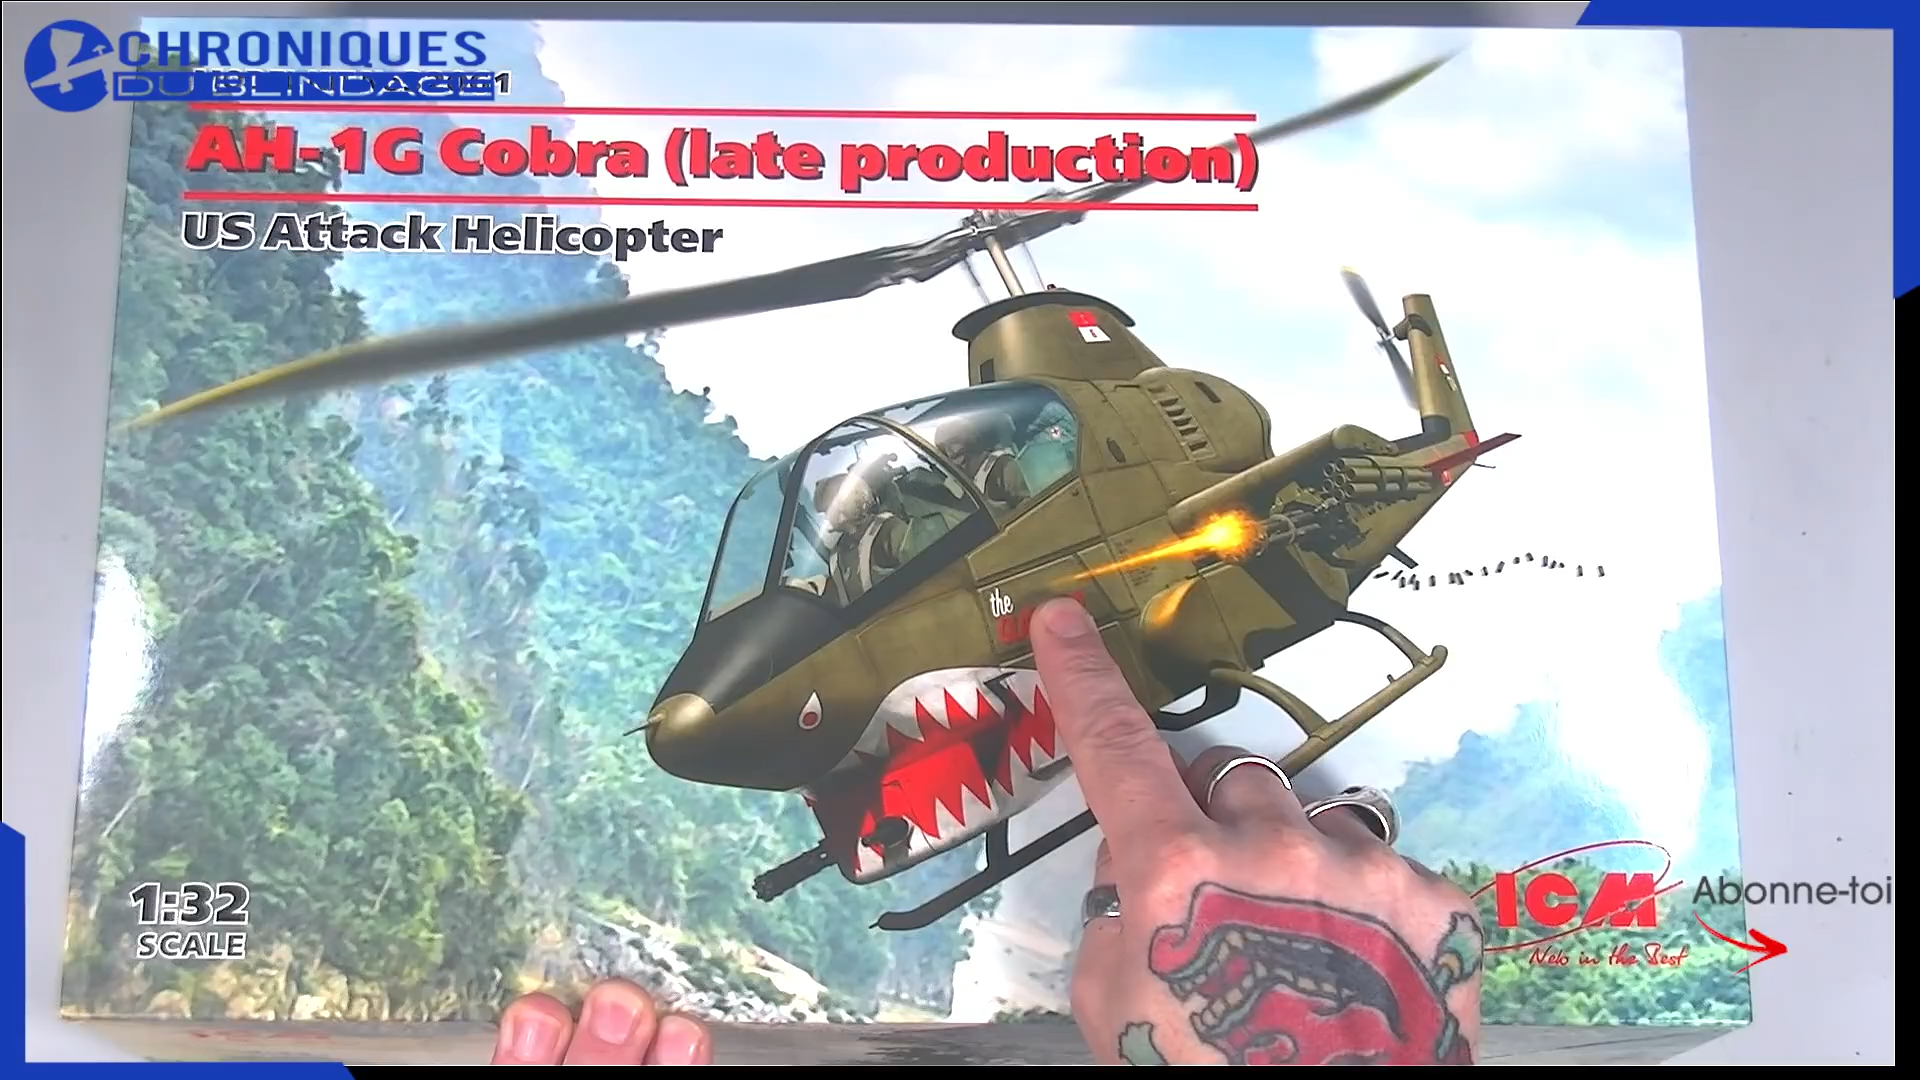 CHRONIQUES
DU BLINDAGE
AH-1G Cobra (late production)
US Attack Helicopter
the
1:32
SCALE
ICM
New in the Best
Abonne-toi